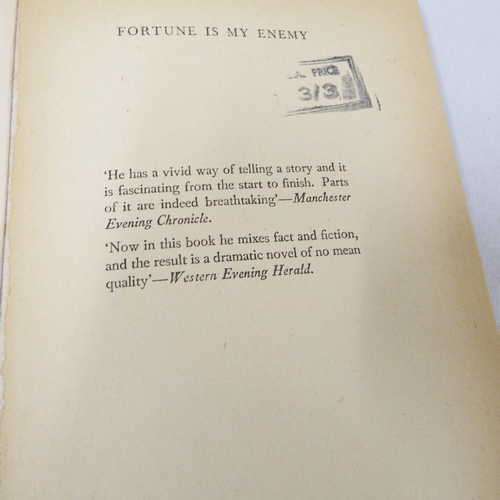 FORTUNE IS MY ENEMY
PRICE
3/3
'He has a vivid way of telling a story and it
is fascinating from the start to finish. Parts
of it are indeed breathtaking'—Manchester
Evening Chronicle.
'Now in this book he mixes fact and fiction,
and the result is a dramatic novel of no mean
quality'—Western Evening Herald.